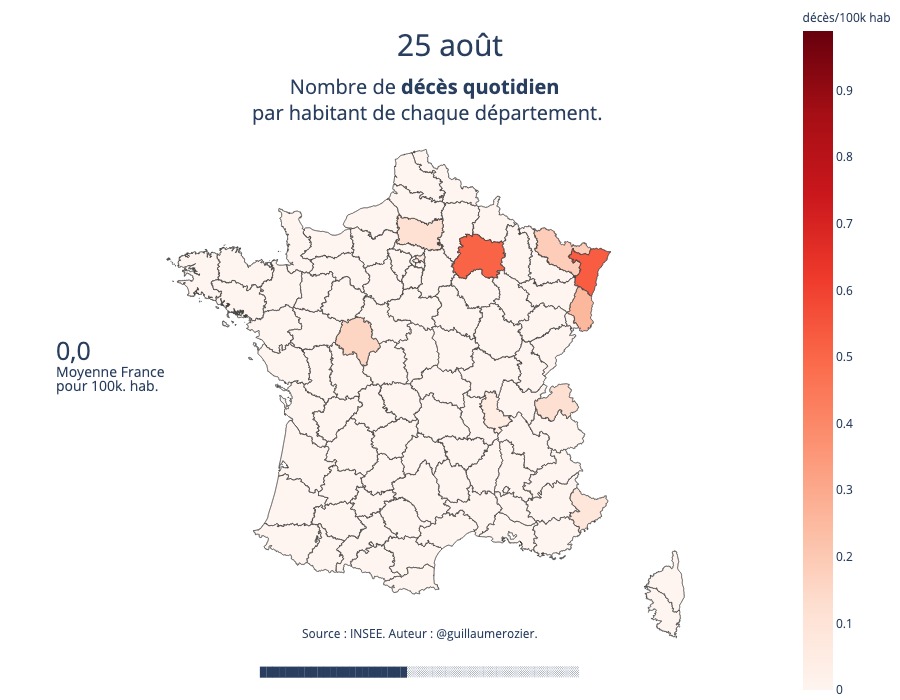 décès/100k hab
25 août
Nombre de décès quotidien
par habitant de chaque département.
0.9
0.8
0.7
0.6
0.5
0.4
0.3
0.2
0.1
0
0,0
Moyenne France
pour 100k. hab.
Source : INSEE. Auteur : @guillaumerozier.